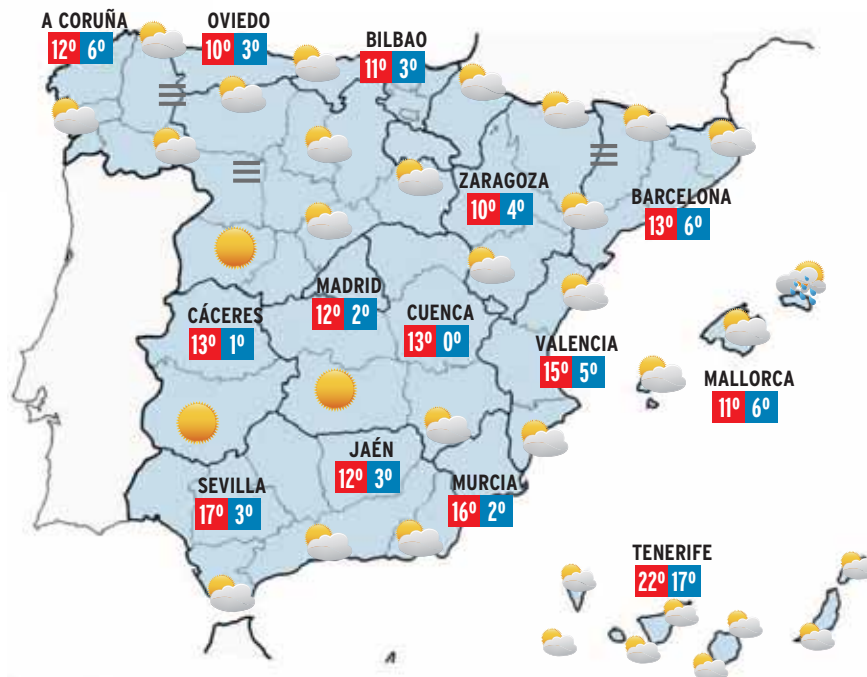 A CORUÑA
12º 6º
OVIEDO
10º 3º
BILBAO
11º 3º
ZARAGOZA
10º 4º
BARCELONA
13º 6º
MADRID
12º 2º
CÁCERES
13º 1º
CUENCA
13º 0º
VALENCIA
15º 5º
MALLORCA
11º 6º
JAÉN
12º 3º
SEVILLA
17º 3º
MURCIA
16º 2º
TENERIFE
22º 17º